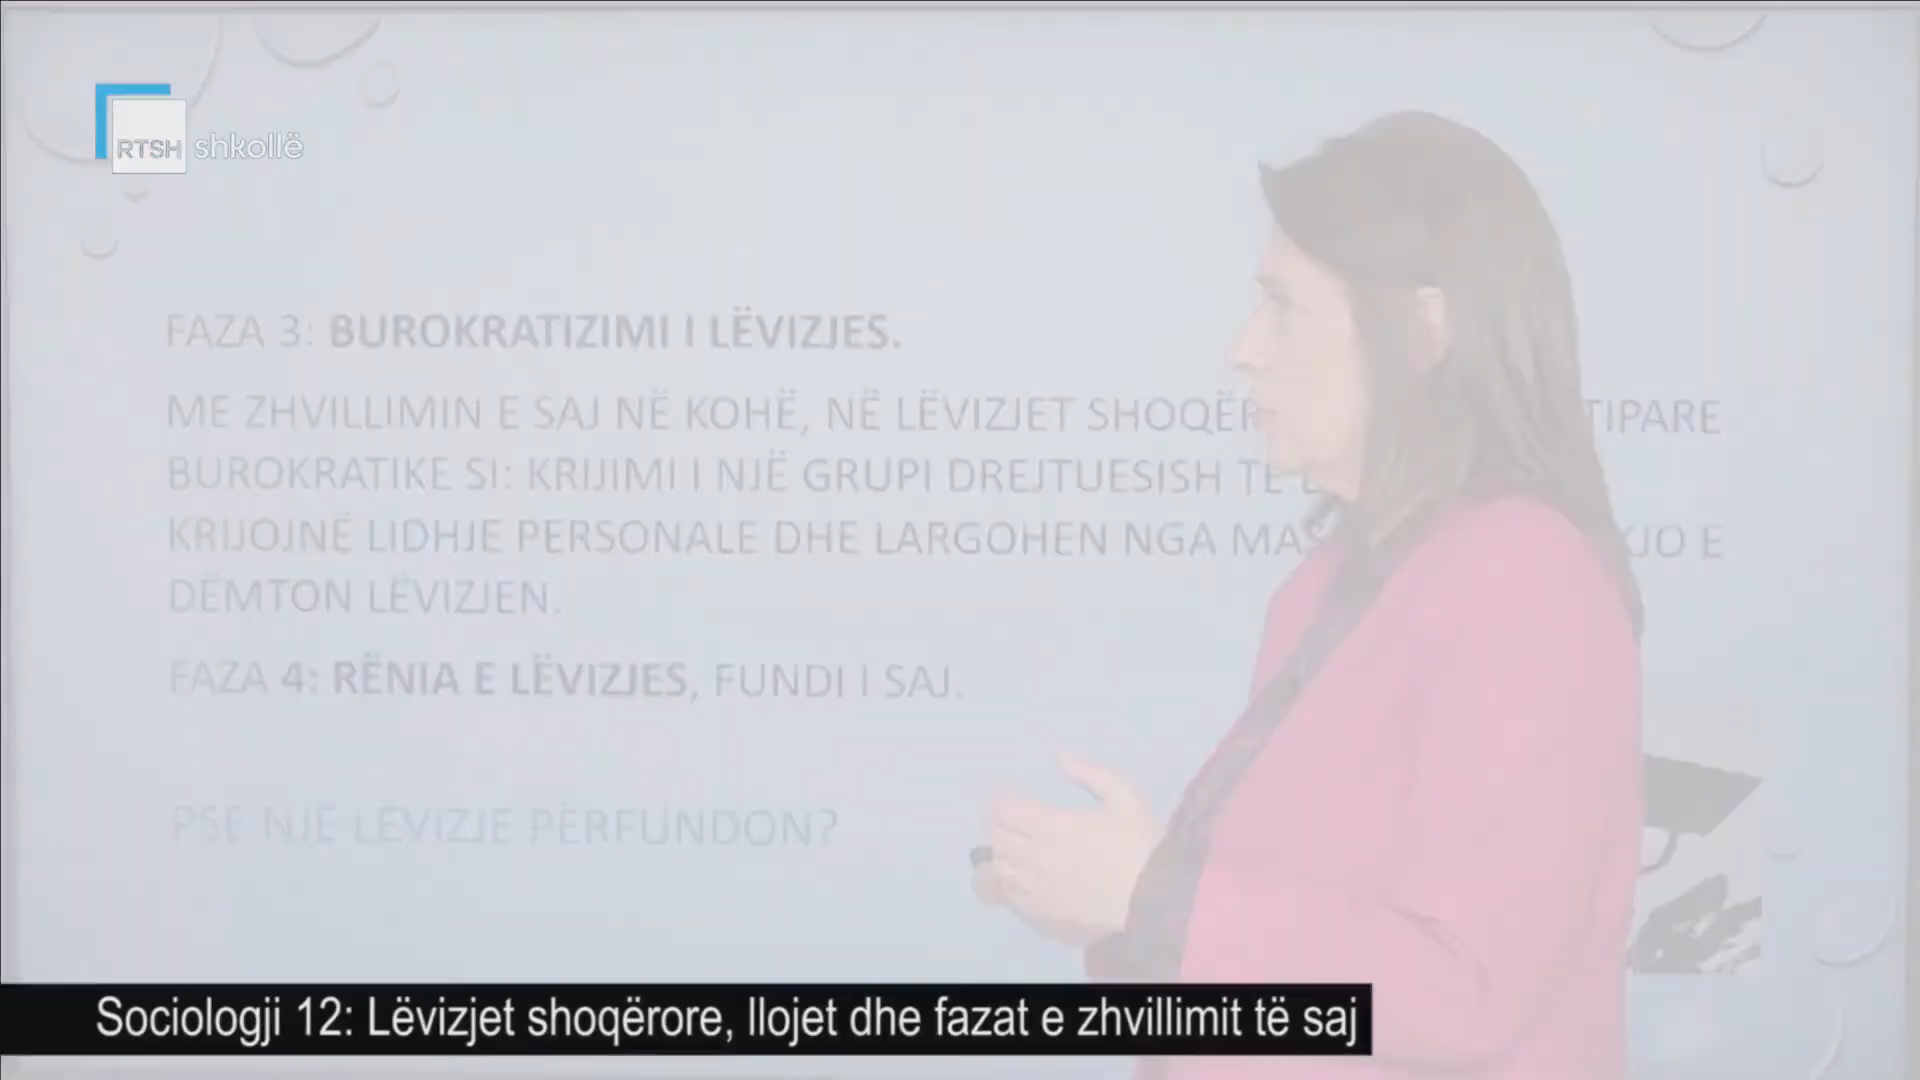 RTSH shkollë
FAZA 3: BUROKRATIZIMI I LËVIZJES.
ME ZHVILLIMIN E SAJ NË KOHË, NË LËVIZJET TIPARE
BUROKRATIKE SI: KRIJIMI I NJË GRUPI DREJTUESISH TË
KRIJOJNË LIDHJE PERSONALE DHE LARGOHEN NGA E
DËMTON LËVIZJEN.
FAZA 4: RËNIA E LËVIZJES, FUNDI I SAJ.
PSE NJË LËVIZJE PËRFUNDON?
Sociologji 12: Lëvizjet shoqërore, llojet dhe fazat e zhvillimit të saj